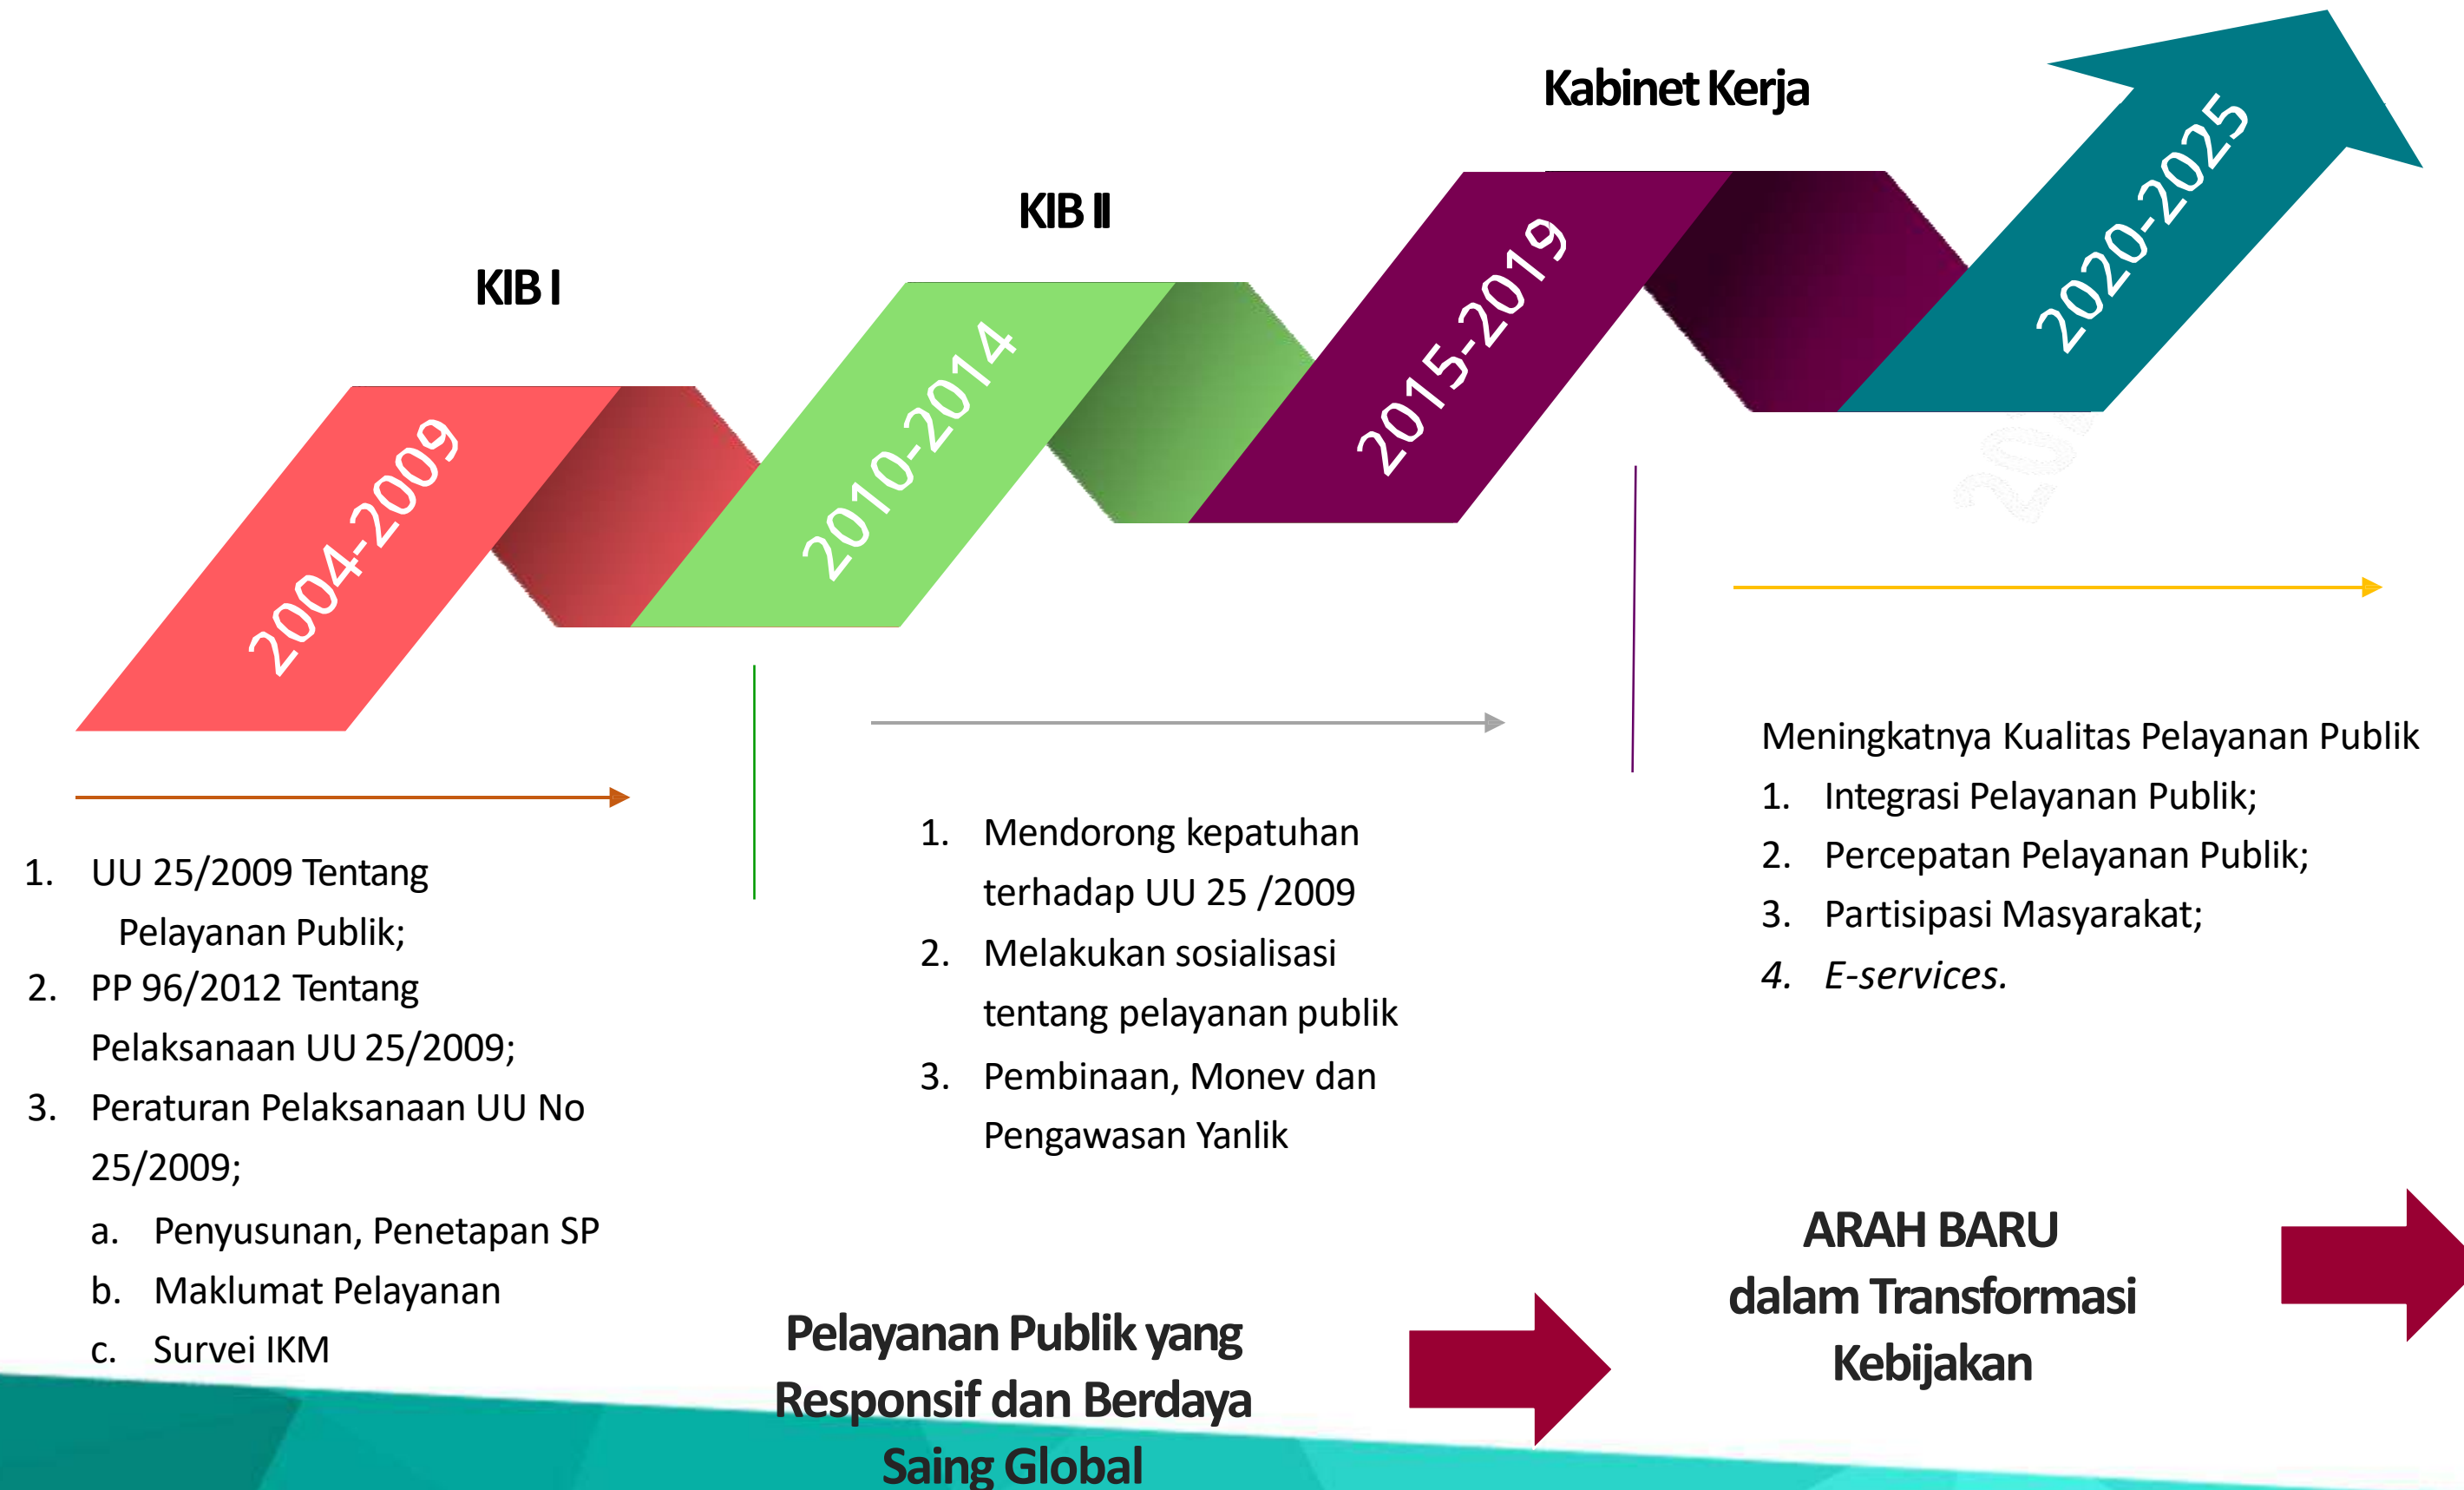 Kabinet Kerja
KIB II
KIB I
2004-2009
2010-2014
2015-2019
2020-2025
1. UU 25/2009 Tentang
Pelayanan Publik;
2. PP 96/2012 Tentang
Pelaksanaan UU 25/2009;
3. Peraturan Pelaksanaan UU No
25/2009;
a. Penyusunan, Penetapan SP
b. Maklumat Pelayanan
c. Survei IKM
1. Mendorong kepatuhan
terhadap UU 25 /2009
2. Melakukan sosialisasi
tentang pelayanan publik
3. Pembinaan, Monev dan
Pengawasan Yanlik
Meningkatnya Kualitas Pelayanan Publik
1. Integrasi Pelayanan Publik;
2. Percepatan Pelayanan Publik;
3. Partisipasi Masyarakat;
4. E-services.
Pelayanan Publik yang
Responsif dan Berdaya
Saing Global
ARAH BARU
dalam Transformasi
Kebijakan